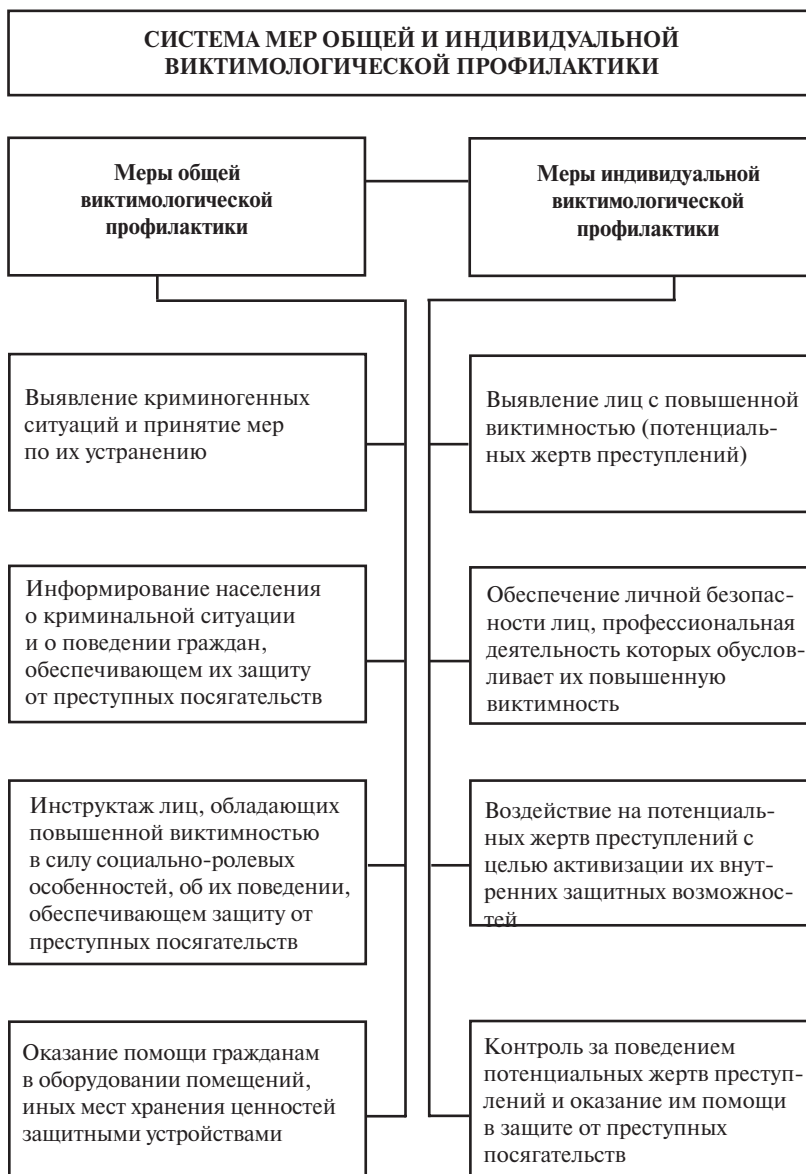 СИСТЕМА МЕР ОБЩЕЙ И ИНДИВИДУАЛЬНОЙ
ВИКТИМОЛОГИЧЕСКОЙ ПРОФИЛАКТИКИ
Меры общей
виктимологической
профилактики
Меры индивидуальной
виктимологической
профилактики
Выявление криминогенных
ситуаций и принятие мер
по их устранению
Выявление лиц с повышенной
виктимностью (потенциаль-
ных жертв преступлений)
Информирование населения
о криминальной ситуации
и о поведении граждан,
обеспечивающем их защиту
от преступных посягательств
Обеспечение личной безопас-
ности лиц, профессиональная
деятельность которых обуслов-
ливает их повышенную
виктимность
Инструктаж лиц, обладающих
повышенной виктимностью
в силу социально-ролевых
особенностей, об их поведении,
обеспечивающем защиту от
преступных посягательств
Воздействие на потенциаль-
ных жертв преступлений с
целью активизации их внут-
ренних защитных возможнос-
тей
Оказание помощи гражданам
в оборудовании помещений,
иных мест хранения ценностей
защитными устройствами
Контроль за поведением
потенциальных жертв преступ-
лений и оказание им помощи
в защите от преступных
посягательств